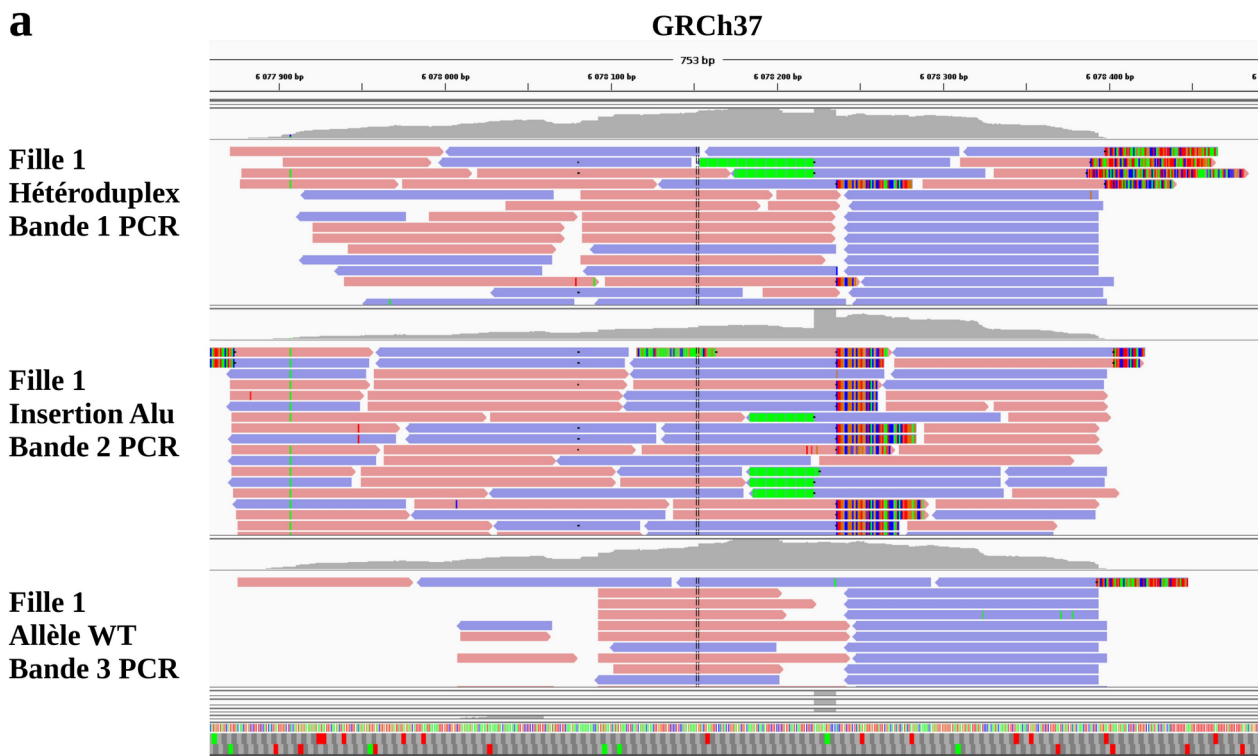 a
GRCh37
753 bp
6 077 900 bp
6 078 000 bp
6 078 100 bp
6 078 200 bp
6 078 300 bp
6 078 400 bp
6
Fille 1
Hétéroduplex
Bande 1 PCR
Fille 1
Insertion Alu
Bande 2 PCR
Fille 1
Allèle WT
Bande 3 PCR